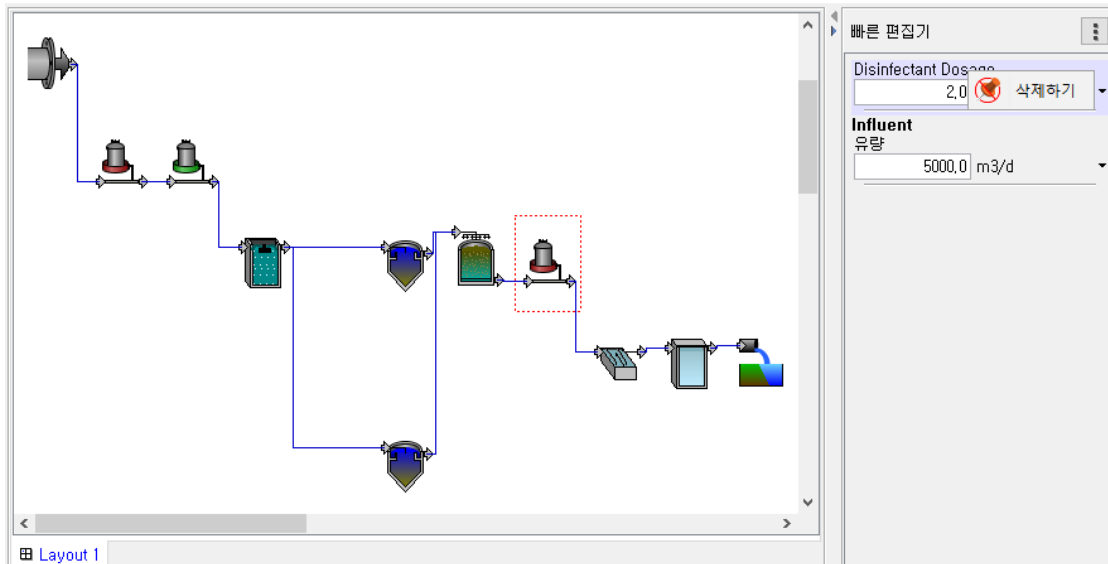 빠른 편집기
Disinfectant Dosage
2,0
삭제하기
Influent
유량
5000,0 m3/d
Layout 1